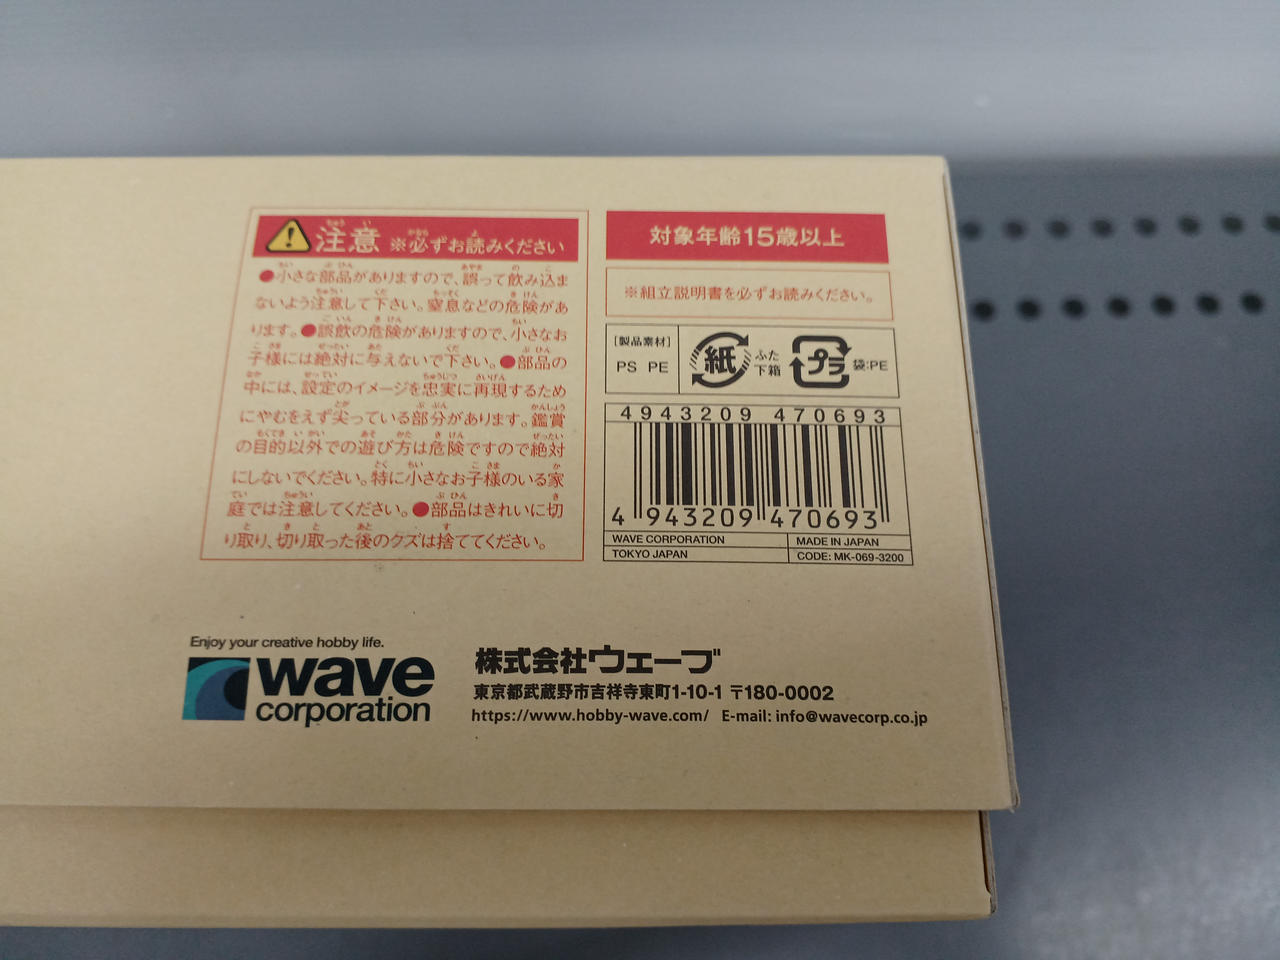 注意 ※必ずお読みください
●小さな部品がありますので、誤って飲み込ま
ないよう注意して下さい。窒息などの危険があ
ります。●誤飲の危険がありますので、小さなお
子様には絶対に与えないで下さい。●部品の
中には、設定のイメージを忠実に再現するため
にやむをえず尖っている部分があります。鑑賞
の目的以外での遊び方は危険ですので絶対
にしないでください。特に小さなお子様のいる家
庭では注意してください。●部品はきれいに切
り取り、切り取った後のクズは捨ててください。
対象年齢15歳以上
※組立説明書を必ずお読みください。
[製品素材]
PS PE
紙 ふた
下箱
プラ 袋:PE
4943209 470693
4 943209 470693
WAVE CORPORATION
MADE IN JAPAN
TOKYO JAPAN
CODE: MK-069-3200
Enjoy your creative hobby life.
wave
corporation
株式会社ウェーブ
東京都武蔵野市吉祥寺東町1-10-1 〒180-0002
https://www.hobby-wave.com/ E-mail: info@wavecorp.co.jp